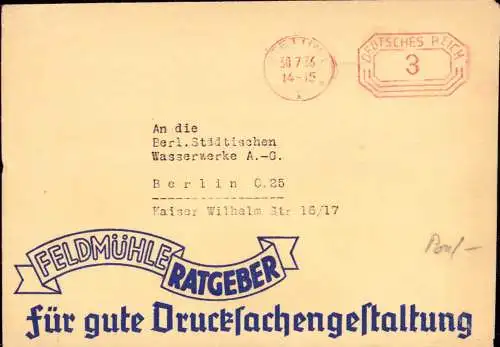 30.7.36
14-15
DEUTSCHES REICH
3
An die
Berl.Städtischen
Wasserwerke A.-G.
Berlin C.25
Kaiser Wilhelm Str 16/17
FELDMÜHLE
RATGEBER
für gute Drucksachengestaltung